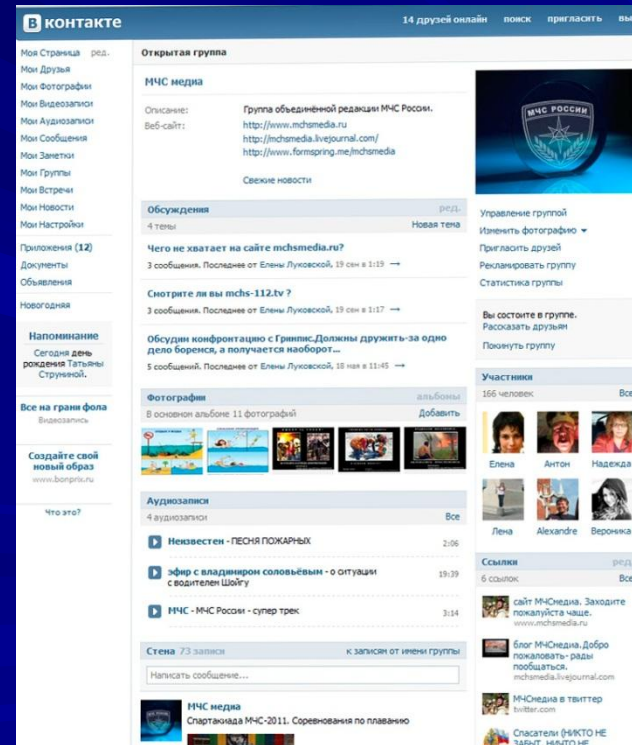 В контакте
14 друзей онлайн поиск пригласить
Моя Страница ред.
Мои Друзья
Мои Фотографии
Мои Видеозаписи
Мои Аудиозаписи
Мои Сообщения
Мои Заметки
Мои Группы
Мои Встречи
Мои Новости
Мои Настройки
Приложения (12)
Документы
Объявления
Новогодняя
Напоминание
Сегодня день
рождения Татьяны
Струниной.
Все на грани фола
Видеозапись
Создайте свой
новый образ
www.bonprix.ru
Что это?
Открытая группа
МЧС медиа
Описание: Группа объединённой редакции МЧС России.
Веб-сайт: http://www.mchsmedia.ru
http://mchsmedia.livejournal.com/
http://www.formspring.me/mchsmedia
Свежие новости
Обсуждения ред.
4 темы Новая тема
Чего не хватает на сайте mchsmedia.ru?
3 сообщения. Последнее от Елены Луковской, 19 сен в 1:19 →
Смотрите ли вы mchs-112.tv ?
3 сообщения. Последнее от Елены Луковской, 19 сен в 1:17 →
Обсудим конфронтацию с Гринпис.Должны дружить-за одно
дело боремся, а получается наоборот...
5 сообщений. Последнее от Елены Луковской, 18 мая в 11:45 →
Фотографии альбомы
В основном альбоме 11 фотографий Добавить
Аудиозаписи
4 аудиозаписи Все
Неизвестен - ПЕСНЯ ПОЖАРНЫХ 2:06
эфир с владимиром соловьёвым - о ситуации
с водителем Шойгу 19:39
МЧС - МЧС России - супер трек 3:14
Стена 73 записи к записям от имени группы
Написать сообщение...
МЧС медиа
Спартакиада МЧС-2011. Соревнования по плаванию
МЧС РОССИИ
Управление группой
Изменить фотографию
Пригласить друзей
Рекламировать группу
Статистика группы
Вы состоите в группе.
Рассказать друзьям
Покинуть группу
Участники
166 человек Все
Елена Антон Надежда
Лена Alexandre Вероника
Ссылки ред.
6 ссылок Все
сайт МЧСмедиа. Заходите
пожалуйста чаще.
www.mchsmedia.ru
блог МЧСмедиа.Добро
пожаловать- рады
пообщаться.
mchsmedia.livejournal.com
МЧСмедиа в твиттер
twitter.com
Спасатели (НИКТО НЕ
ЗАБЫТ, НИЧТО НЕ